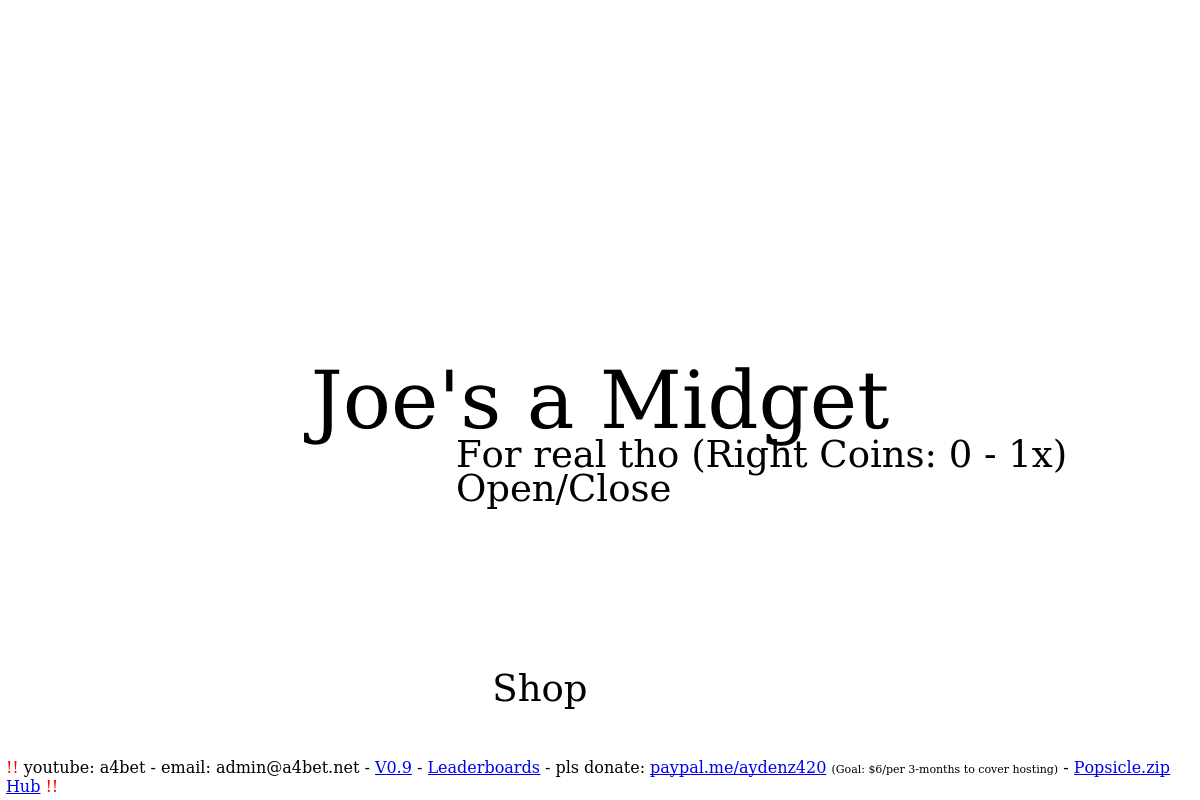 Joe's a Midget
For real tho (Right Coins: 0 - 1x)
Open/Close
Shop
!! youtube: a4bet - email: admin@a4bet.net - V0.9 - Leaderboards - pls donate: paypal.me/aydenz420 (Goal: $6/per 3-months to cover hosting) - Popsicle.zip
Hub !!